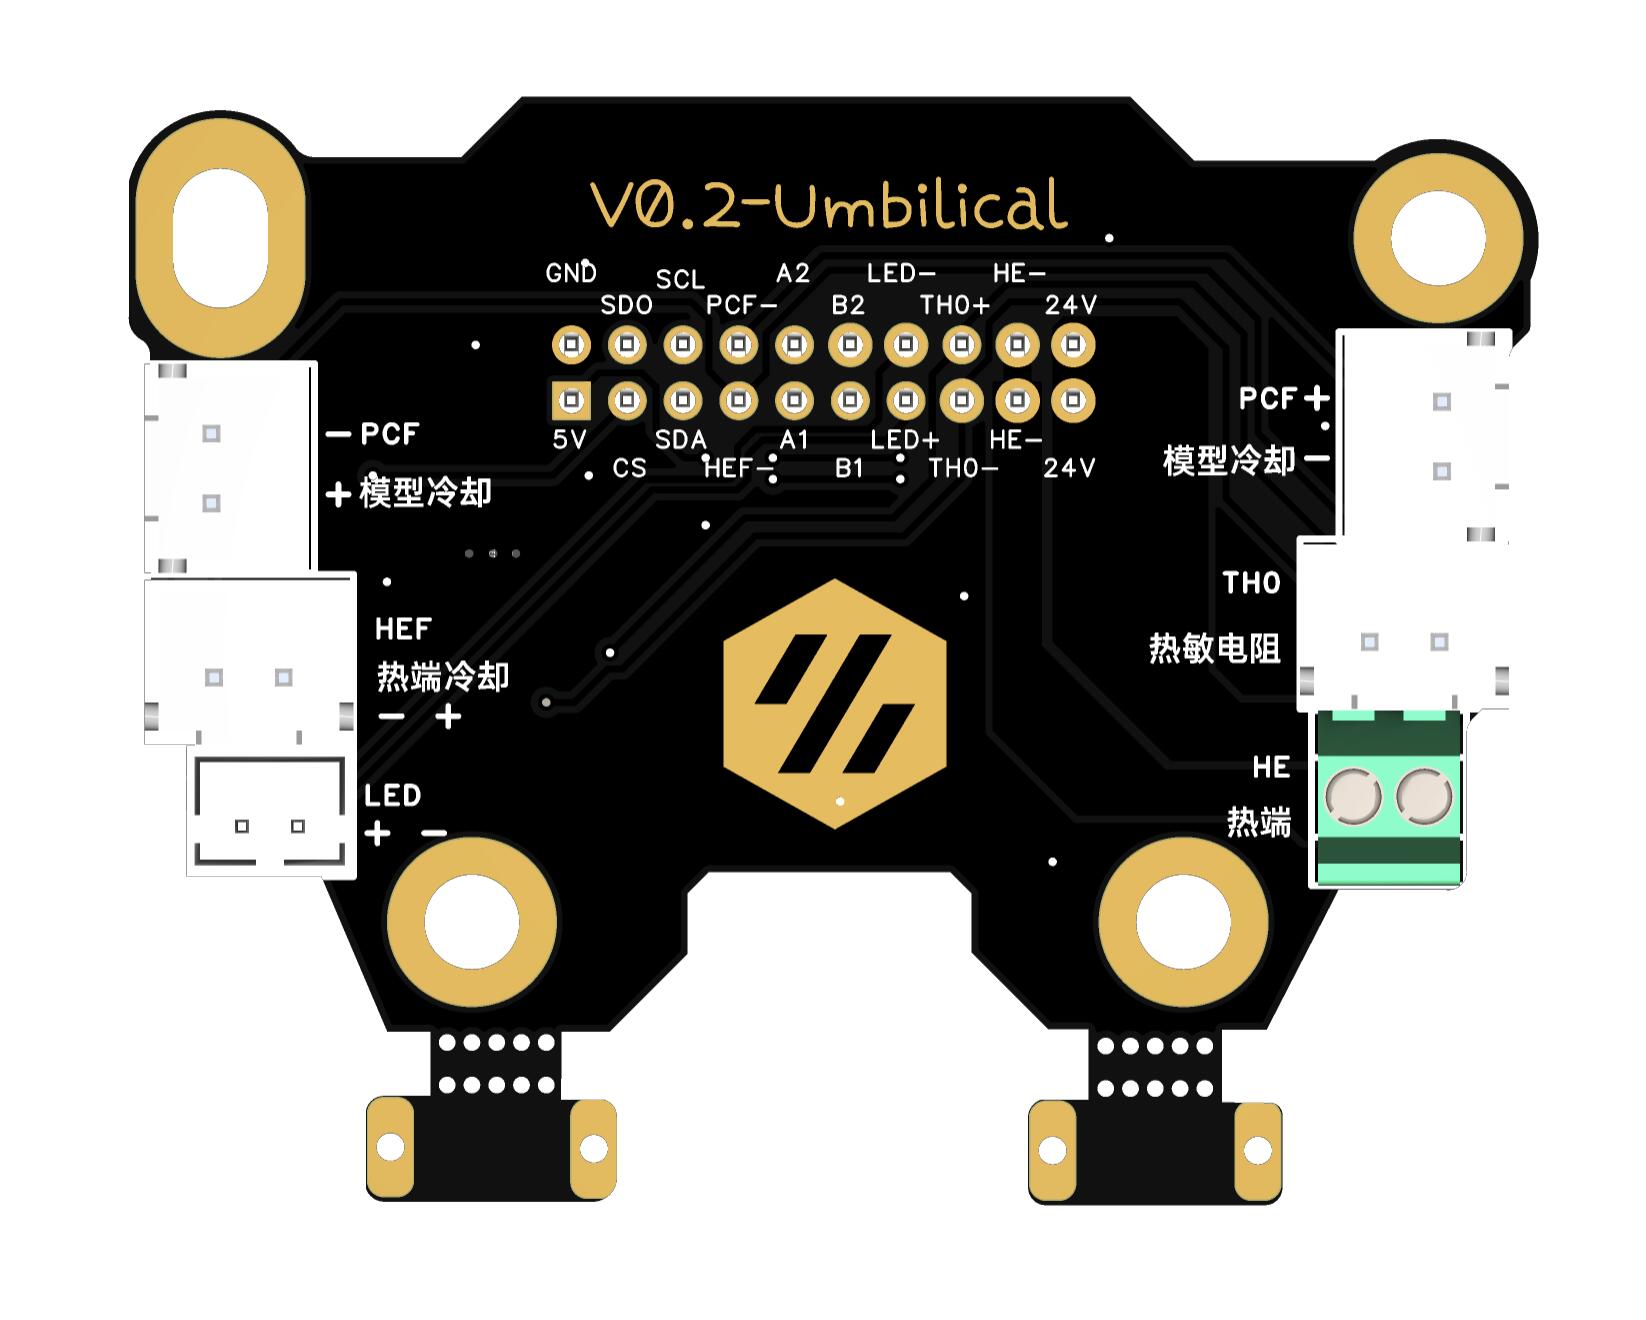 V0.2-Umbilical
GND SCL A2 LED- HE-
SDO PCF- B2 TH0+ 24V
5V SDA A1 LED+ HE-
CS HEF- B1 TH0- 24V
-PCF
+模型冷却
HEF
热端冷却
- +
LED
+ -
PCF+
模型冷却-
TH0
热敏电阻
HE
热端